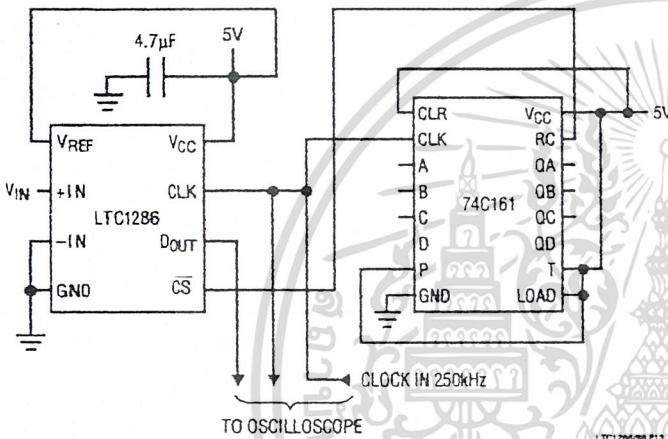 4.7μF
5V
VREF
VCC
VIN
+IN
CLK
LTC1286
–IN
DOUT
GND
CS
CLR
VCC
5V
CLK
RC
A
QA
B
QB
74C161
C
QC
D
QD
P
T
GND
LOAD
CLOCK IN 250kHz
TO OSCILLOSCOPE